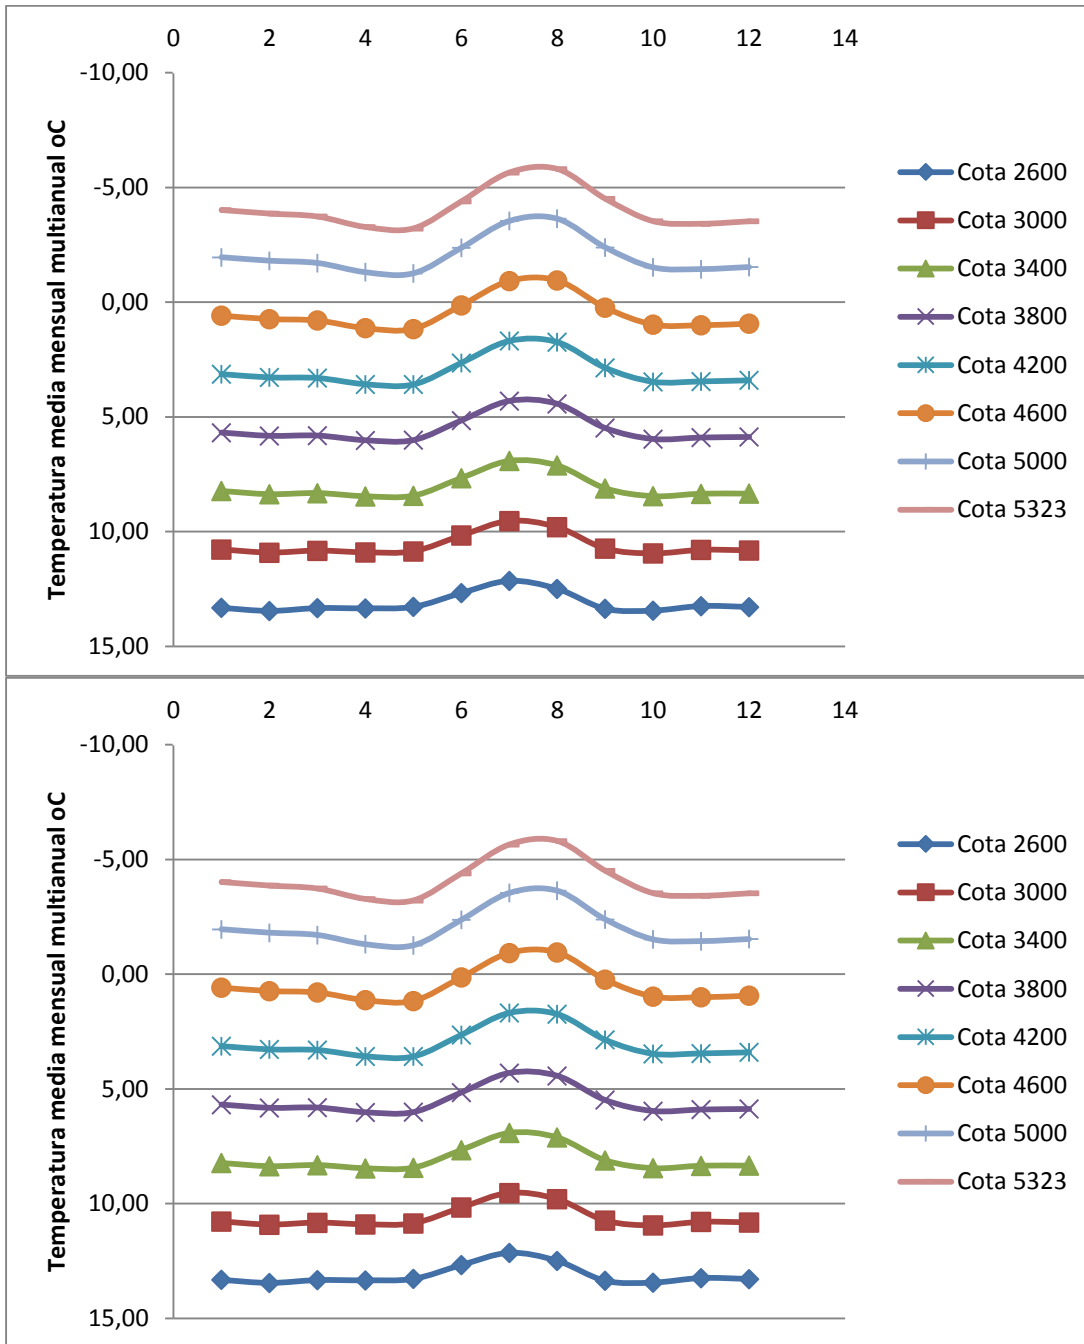 0 2 4 6 8 10 12 14
-10,00
-5,00
0,00
5,00
10,00
15,00
Temperatura media mensual multianual oC
Cota 2600
Cota 3000
Cota 3400
Cota 3800
Cota 4200
Cota 4600
Cota 5000
Cota 5323
0 2 4 6 8 10 12 14
-10,00
-5,00
0,00
5,00
10,00
15,00
Temperatura media mensual multianual oC
Cota 2600
Cota 3000
Cota 3400
Cota 3800
Cota 4200
Cota 4600
Cota 5000
Cota 5323